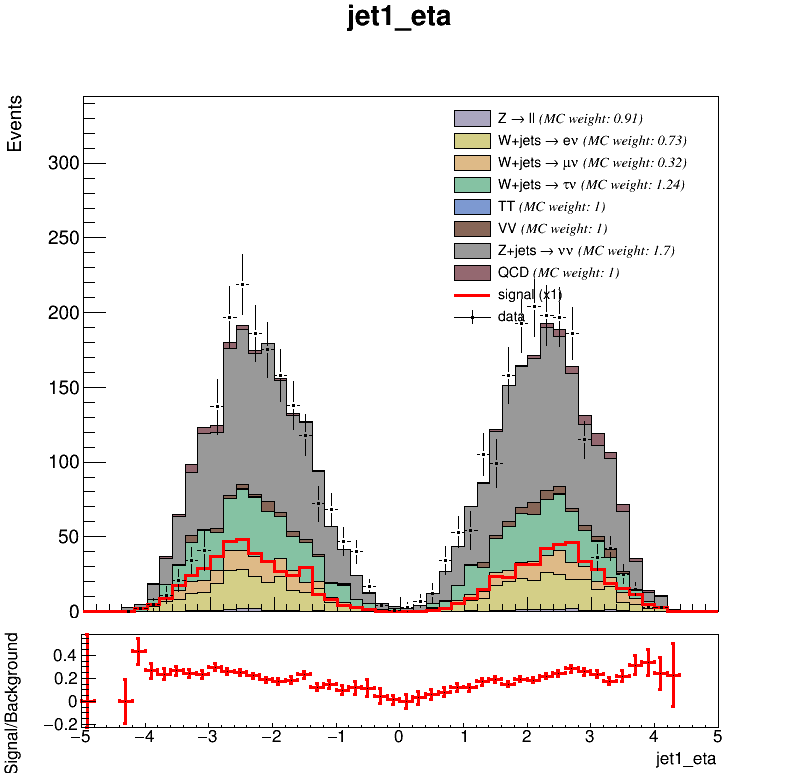 jet1_eta
Events
Z → ll (MC weight: 0.91)
W+jets → eν (MC weight: 0.73)
W+jets → μν (MC weight: 0.32)
W+jets → τν (MC weight: 1.24)
TT (MC weight: 1)
VV (MC weight: 1)
Z+jets → νν (MC weight: 1.7)
QCD (MC weight: 1)
signal (x1)
data
300
250
200
150
100
50
0
Signal/Background
0.4
0.2
0
−0.2
−5 −4 −3 −2 −1 0 1 2 3 4 5
jet1_eta